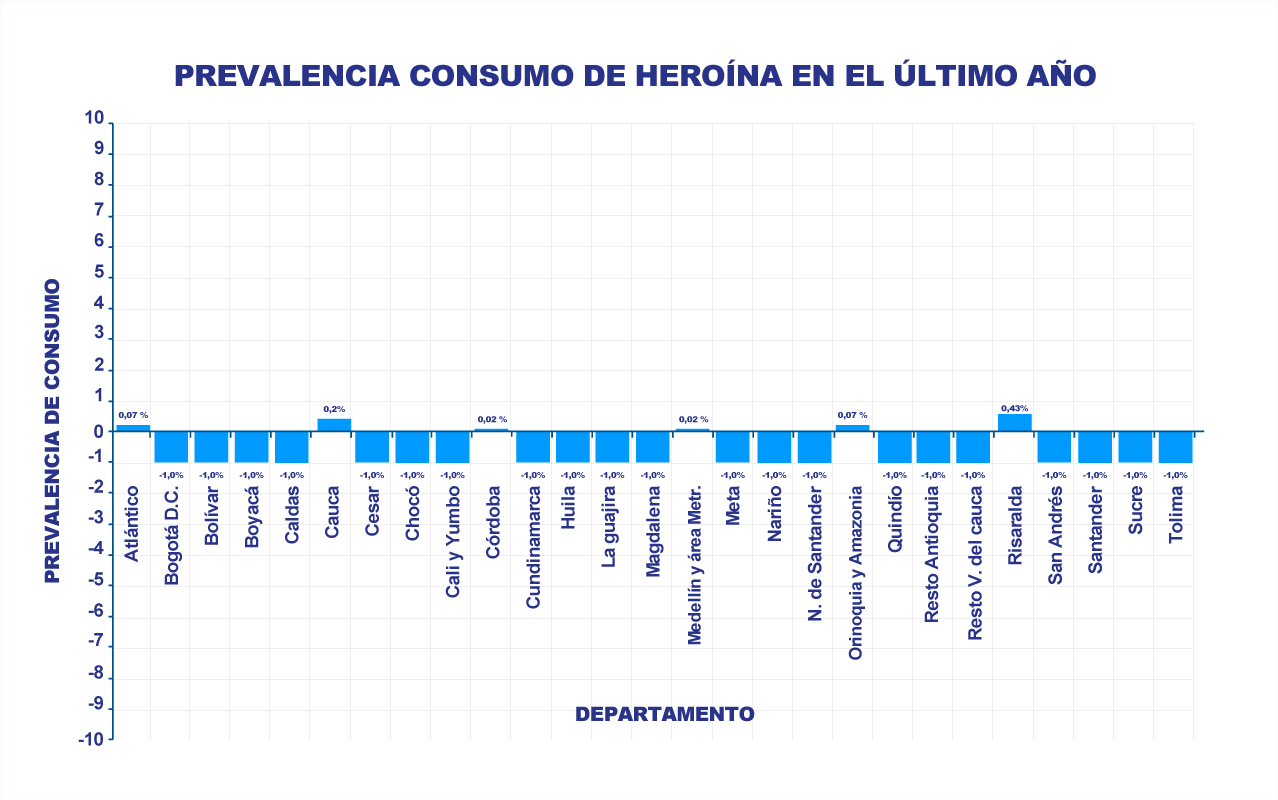 PREVALENCIA CONSUMO DE HEROÍNA EN EL ÚLTIMO AÑO
PREVALENCIA DE CONSUMO
10
9
8
7
6
5
4
3
2
1
0
-1
-2
-3
-4
-5
-6
-7
-8
-9
-10
0,07 %
-1,0%
-1,0%
-1,0%
-1,0%
0,2%
-1,0%
-1,0%
-1,0%
0,02 %
-1,0%
-1,0%
-1,0%
-1,0%
0,02 %
-1,0%
-1,0%
-1,0%
0,07 %
-1,0%
-1,0%
-1,0%
0,43%
-1,0%
-1,0%
-1,0%
-1,0%
Atlántico
Bogotá D.C.
Bolívar
Boyacá
Caldas
Cauca
Cesar
Chocó
Cali y Yumbo
Córdoba
Cundinamarca
Huila
La guajira
Magdalena
Medellín y área Metr.
Meta
Nariño
N. de Santander
Orinoquia y Amazonia
Quindío
Resto Antioquia
Resto V. del cauca
Risaralda
San Andrés
Santander
Sucre
Tolima
DEPARTAMENTO